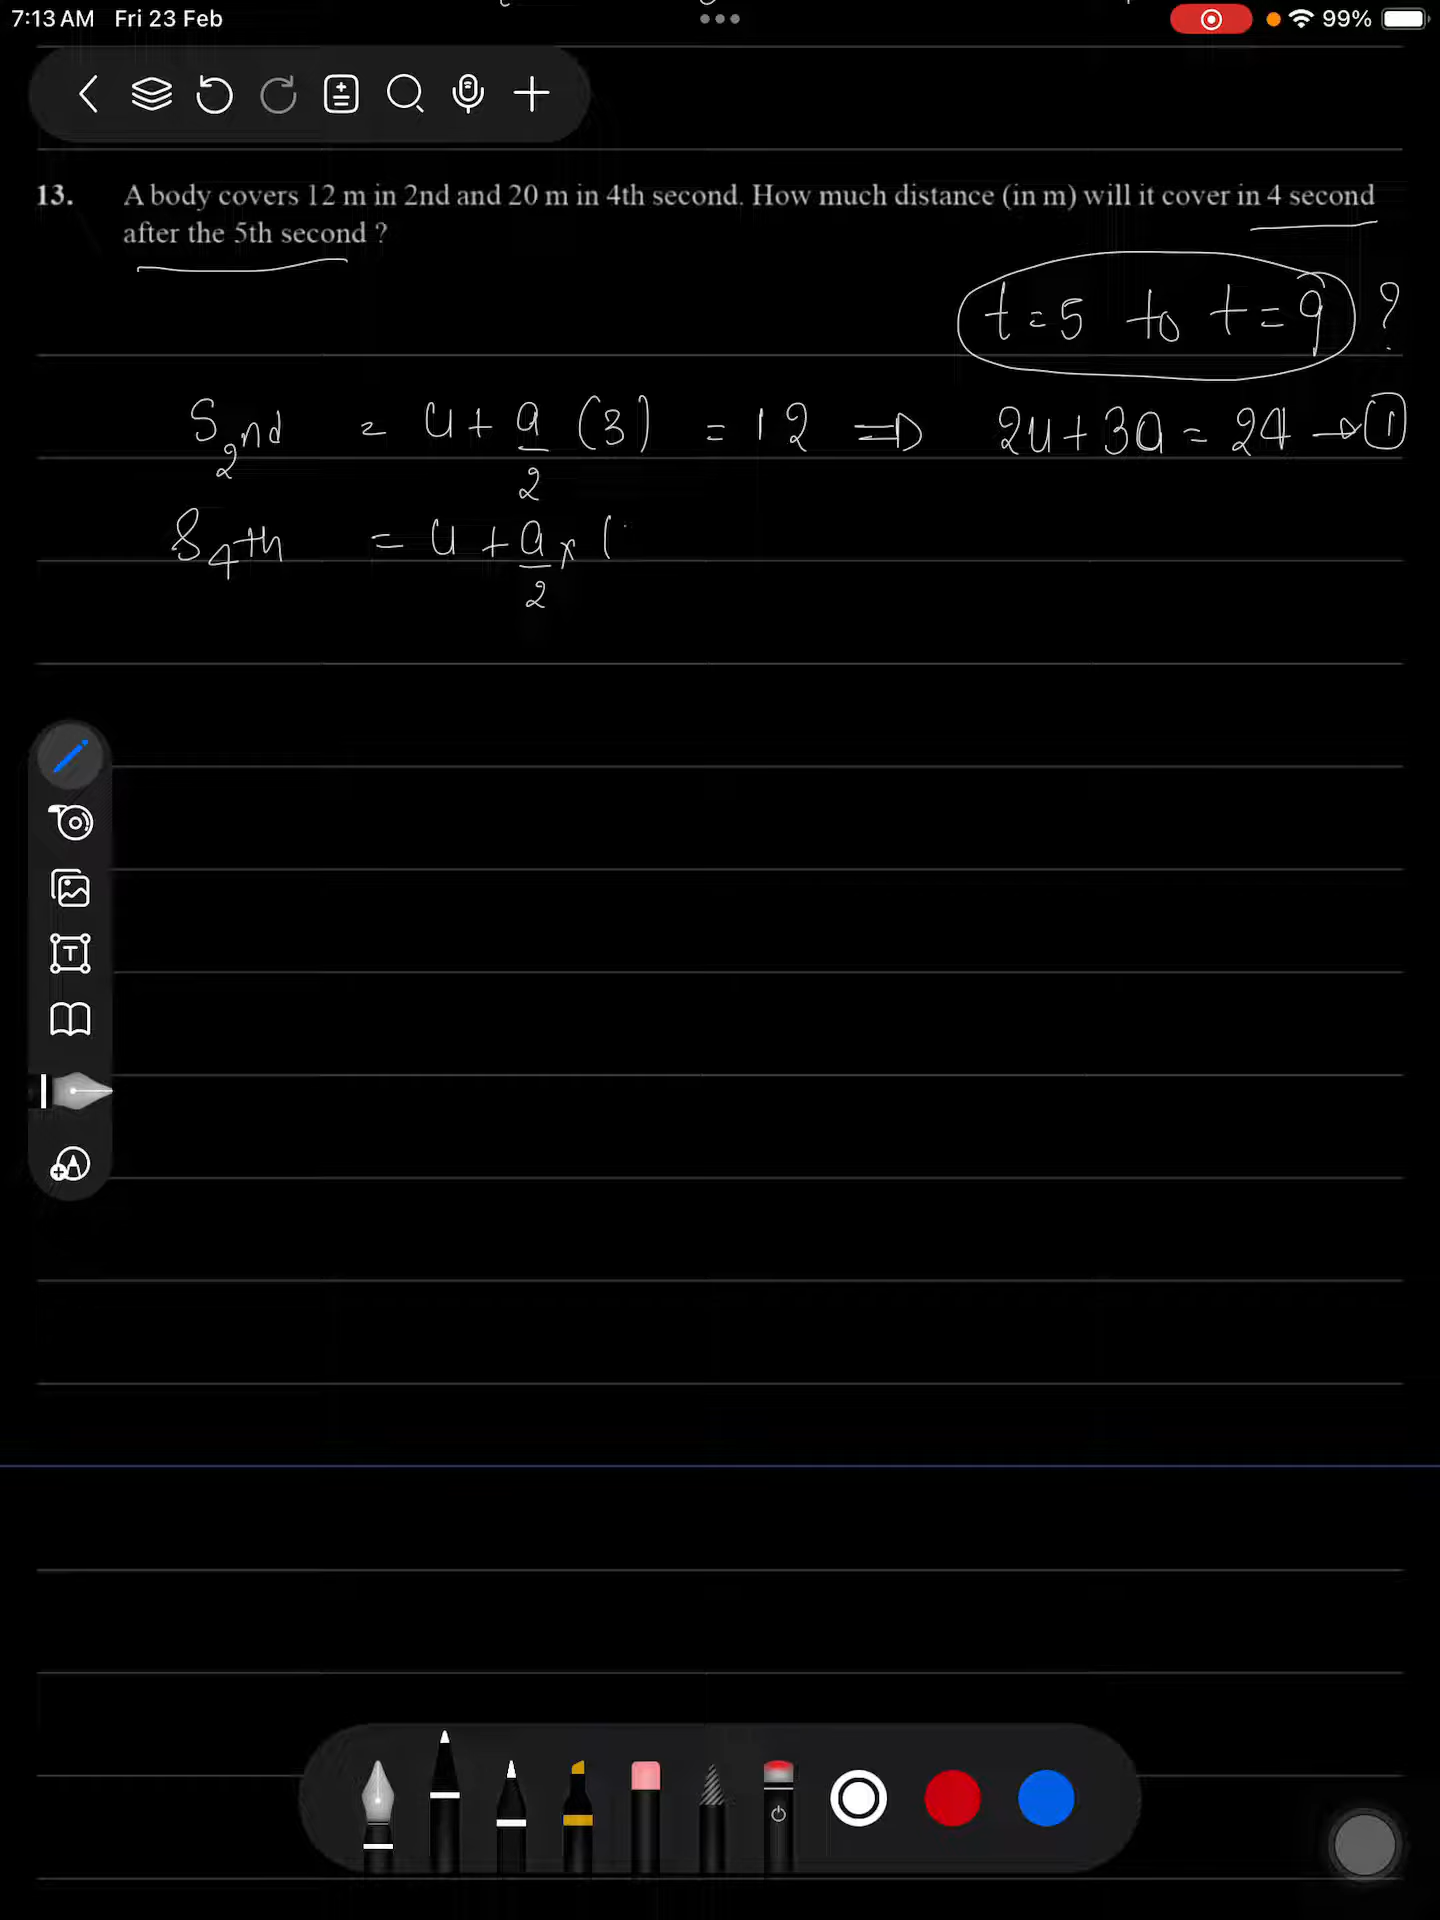 7:13 AM Fri 23 Feb 99%
13. A body covers 12 m in 2nd and 20 m in 4th second. How much distance (in m) will it cover in 4 second
after the 5th second ?
t = 5 to t = 9 ?
S2nd = u + a/2 (3) = 12 ⇒ 2u + 3a = 24 → ①
S4th = u + a/2 × (